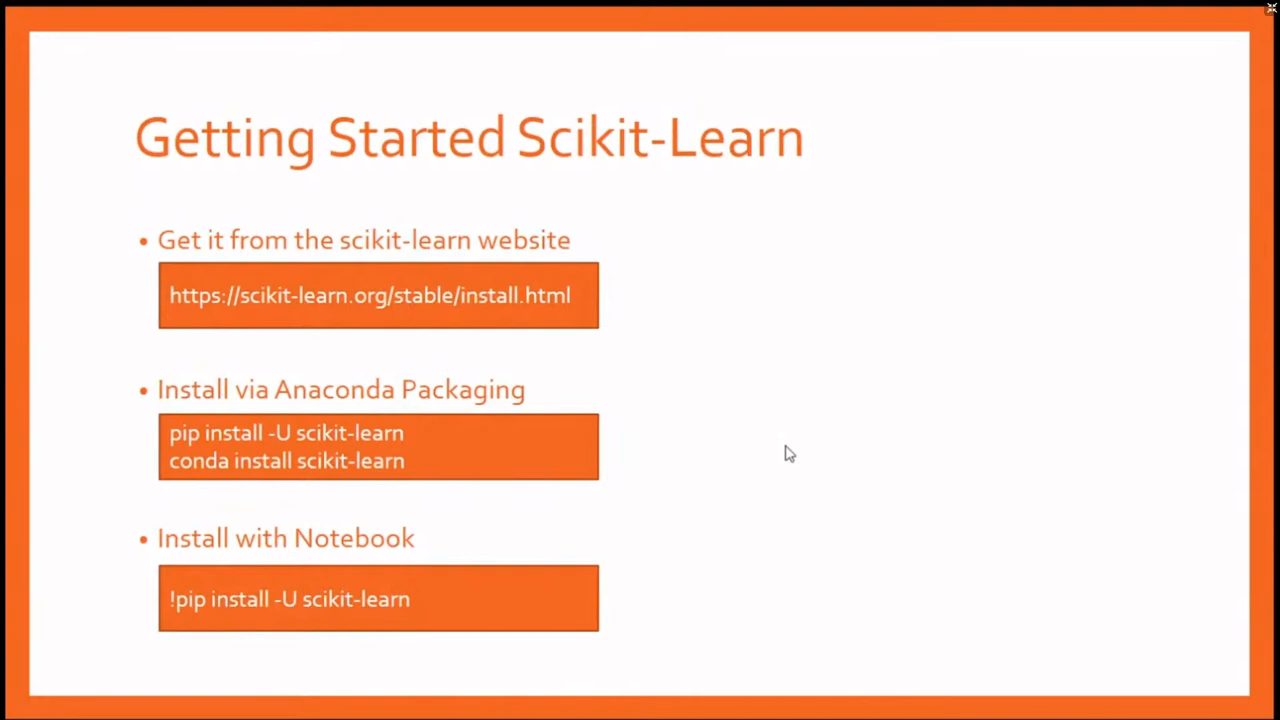 Getting Started Scikit-Learn
• Get it from the scikit-learn website
https://scikit-learn.org/stable/install.html
• Install via Anaconda Packaging
pip install -U scikit-learn
conda install scikit-learn
• Install with Notebook
!pip install -U scikit-learn